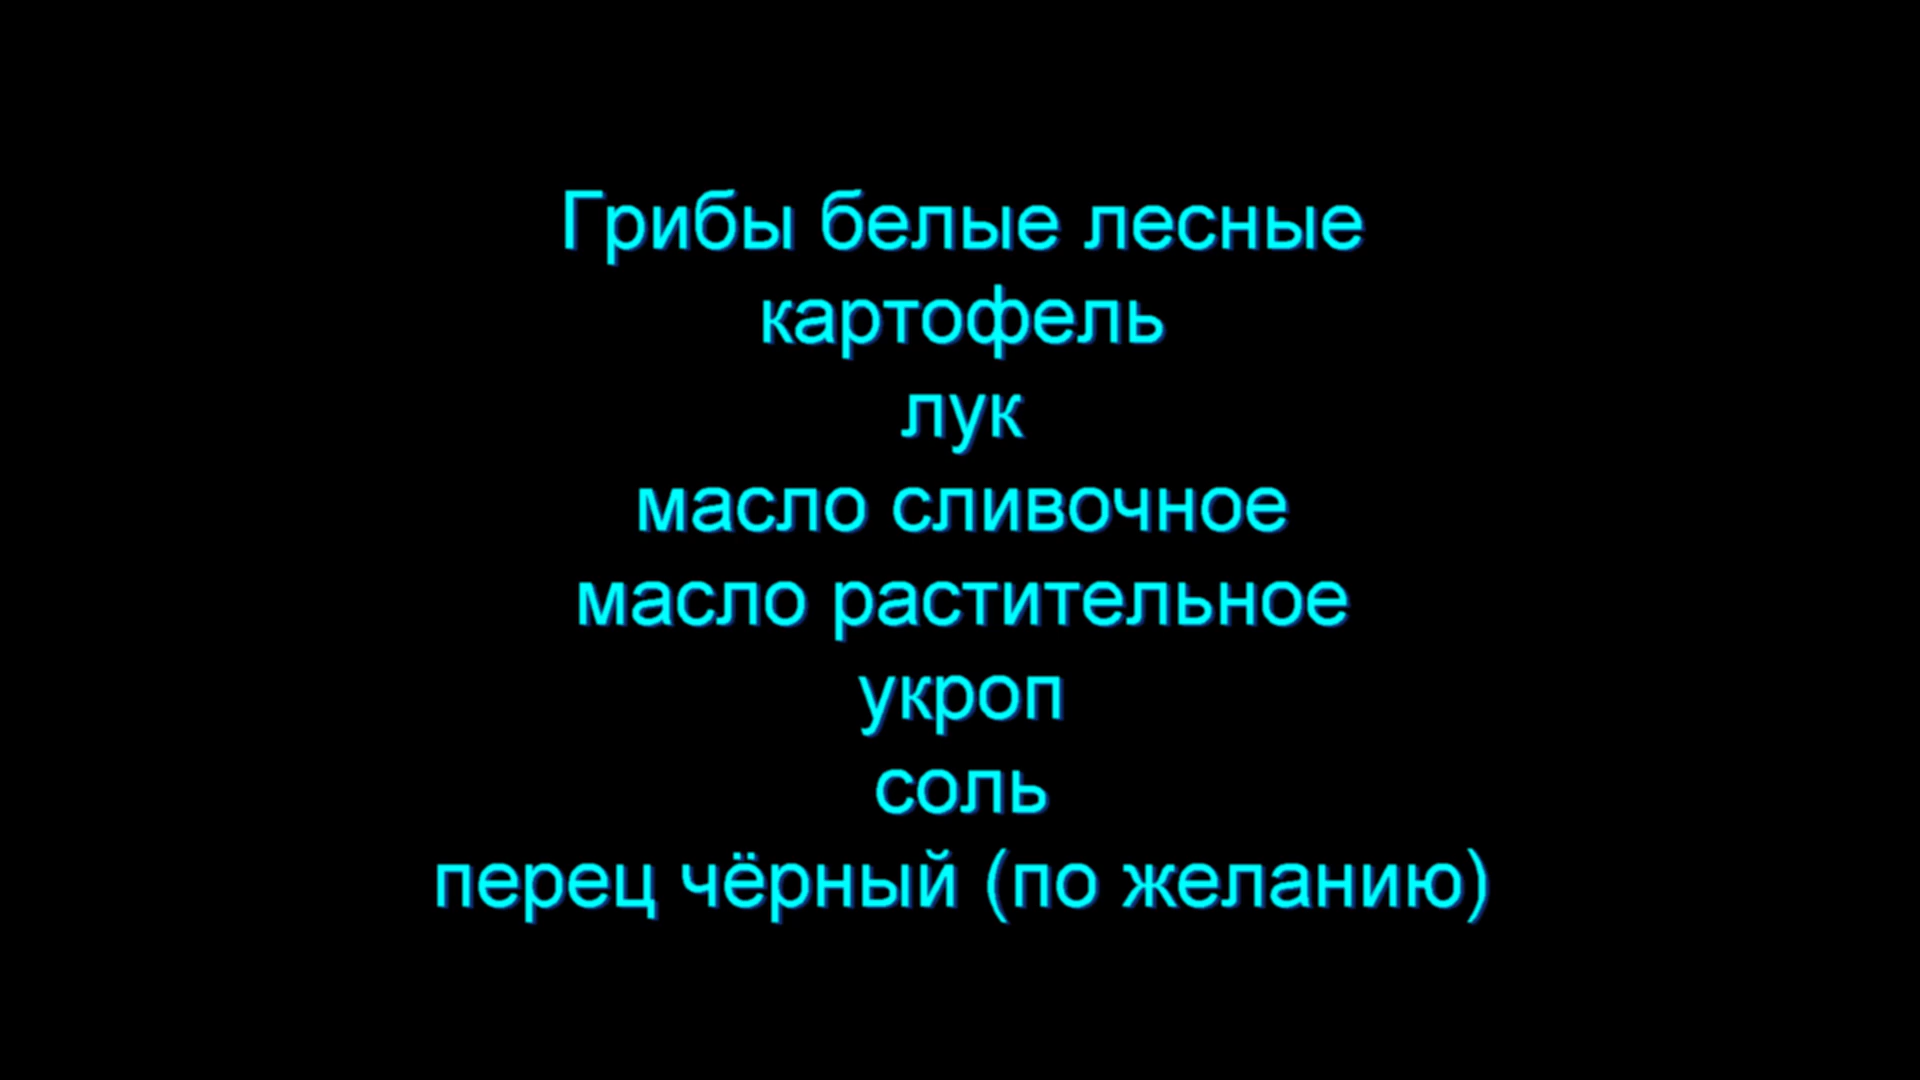 Грибы белые лесные
картофель
лук
масло сливочное
масло растительное
укроп
соль
перец чёрный (по желанию)